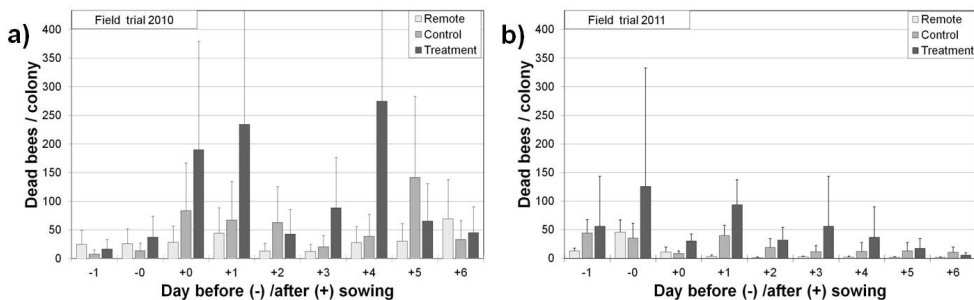 a)
Field trial 2010
Remote
Control
Treatment
Dead bees / colony
400
350
300
250
200
150
100
50
0
-1 -0 +0 +1 +2 +3 +4 +5 +6
Day before (-) /after (+) sowing
b)
Field trial 2011
Remote
Control
Treatment
Dead bees / colony
400
350
300
250
200
150
100
50
0
-1 -0 +0 +1 +2 +3 +4 +5 +6
Day before (-) /after (+) sowing